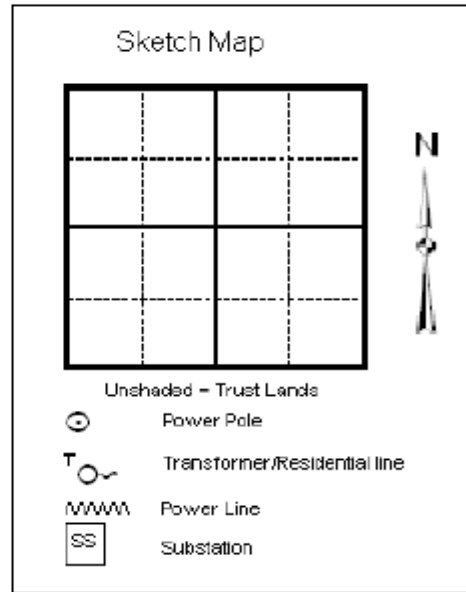 Sketch Map
N
Unshaded = Trust Lands
Power Pole
T
Transformer/Residential line
Power Line
SS
Substation